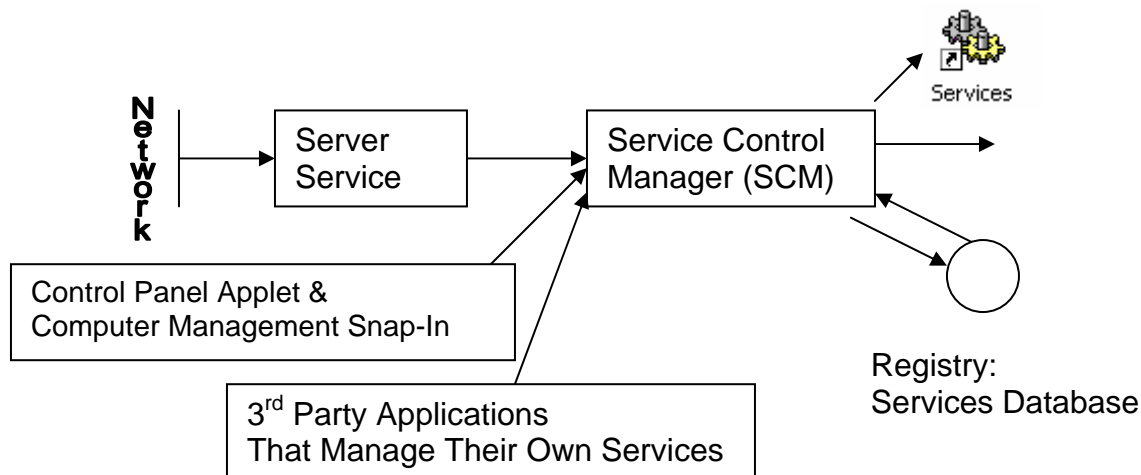 Network
Server
Service
Service Control
Manager (SCM)
Services
Control Panel Applet &
Computer Management Snap-In
3rd Party Applications
That Manage Their Own Services
Registry:
Services Database